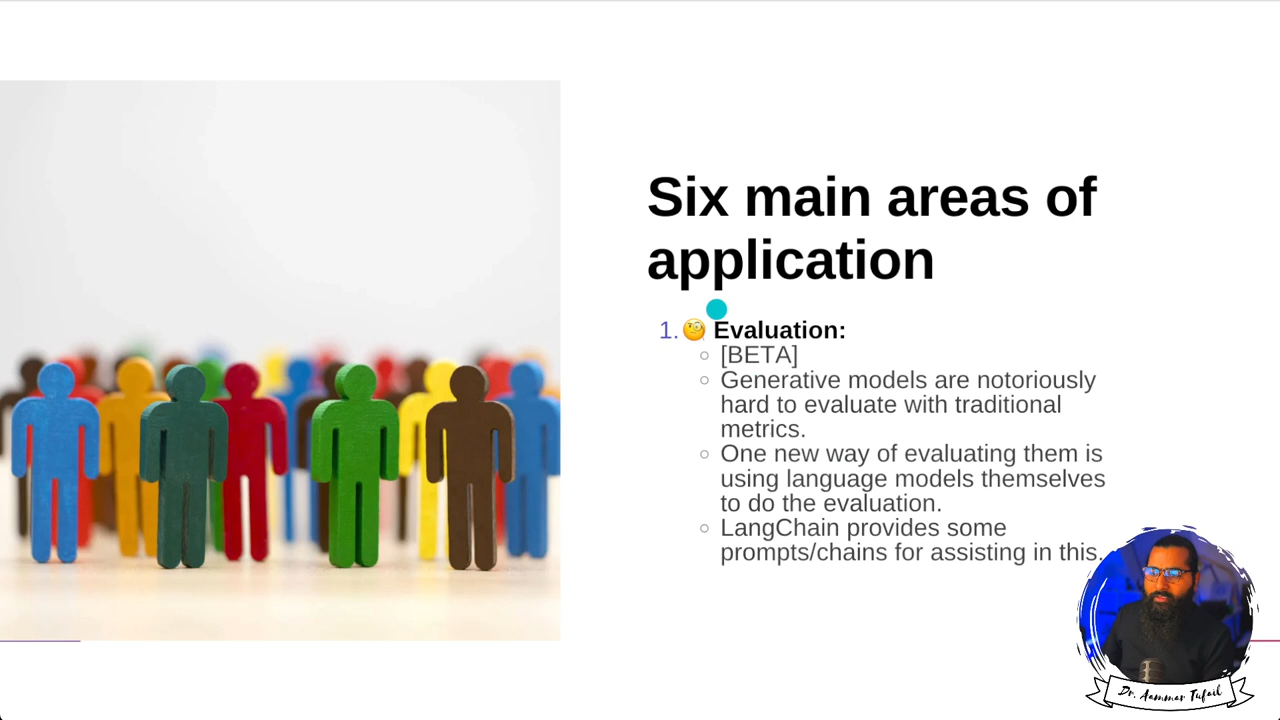 Six main areas of
application
1.🧐 Evaluation:
○ [BETA]
○ Generative models are notoriously
hard to evaluate with traditional
metrics.
○ One new way of evaluating them is
using language models themselves
to do the evaluation.
○ LangChain provides some
prompts/chains for assisting in this.
Dr. Aammar Tufail